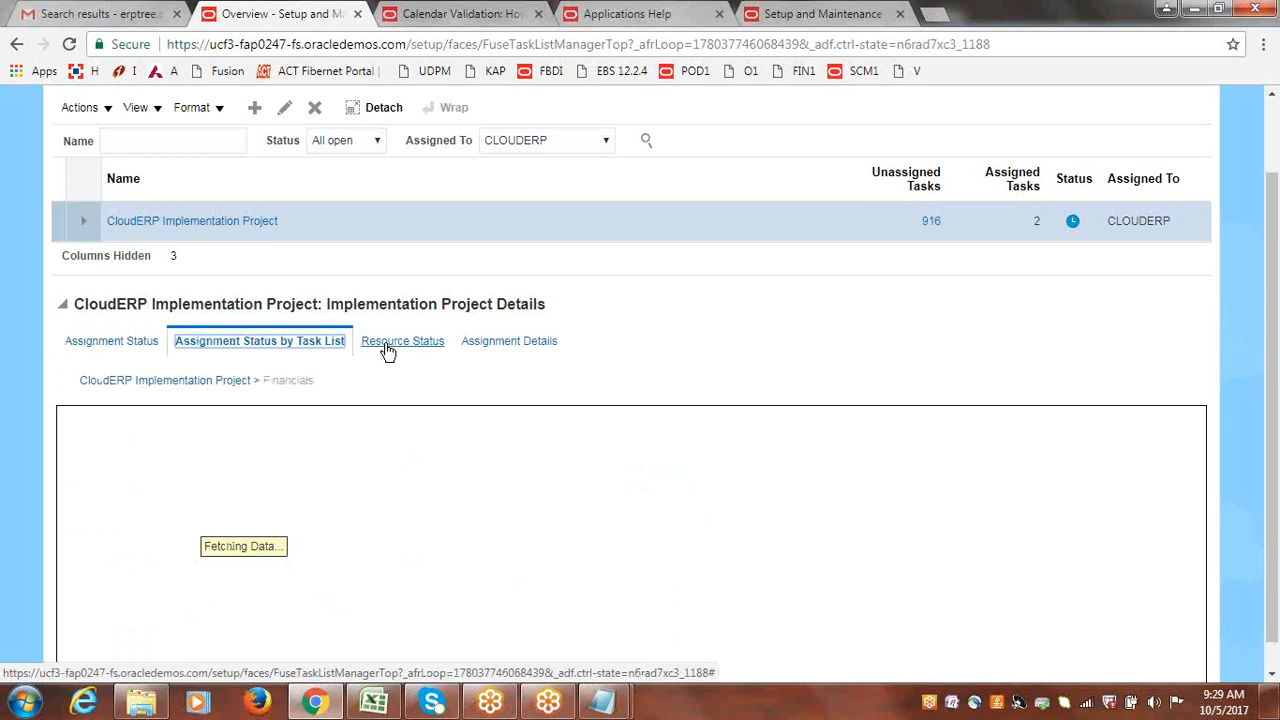 Search results - erptree.c
Overview - Setup and Ma
Calendar Validation: Hov
Applications Help
Setup and Maintenance
Secure
https://ucf3-fap0247-fs.oracledemos.com/setup/faces/FuseTaskListManagerTop?_afrLoop=178037746068439&_adf.ctrl-state=n6rad7xc3_1188
Apps H I A Fusion ACT Fibernet Portal UDPM KAP FBDI EBS 12.2.4 POD1 O1 FIN1 SCM1 V
Actions View Format Detach Wrap
Name Status All open Assigned To CLOUDERP
Name Unassigned Tasks Assigned Tasks Status Assigned To
CloudERP Implementation Project 916 2 CLOUDERP
Columns Hidden 3
CloudERP Implementation Project: Implementation Project Details
Assignment Status Assignment Status by Task List Resource Status Assignment Details
CloudERP Implementation Project > Financials
Fetching Data...
https://ucf3-fap0247-fs.oracledemos.com/setup/faces/FuseTaskListManagerTop?_afrLoop=178037746068439&_adf.ctrl-state=n6rad7xc3_1188#
9:29 AM
10/5/2017